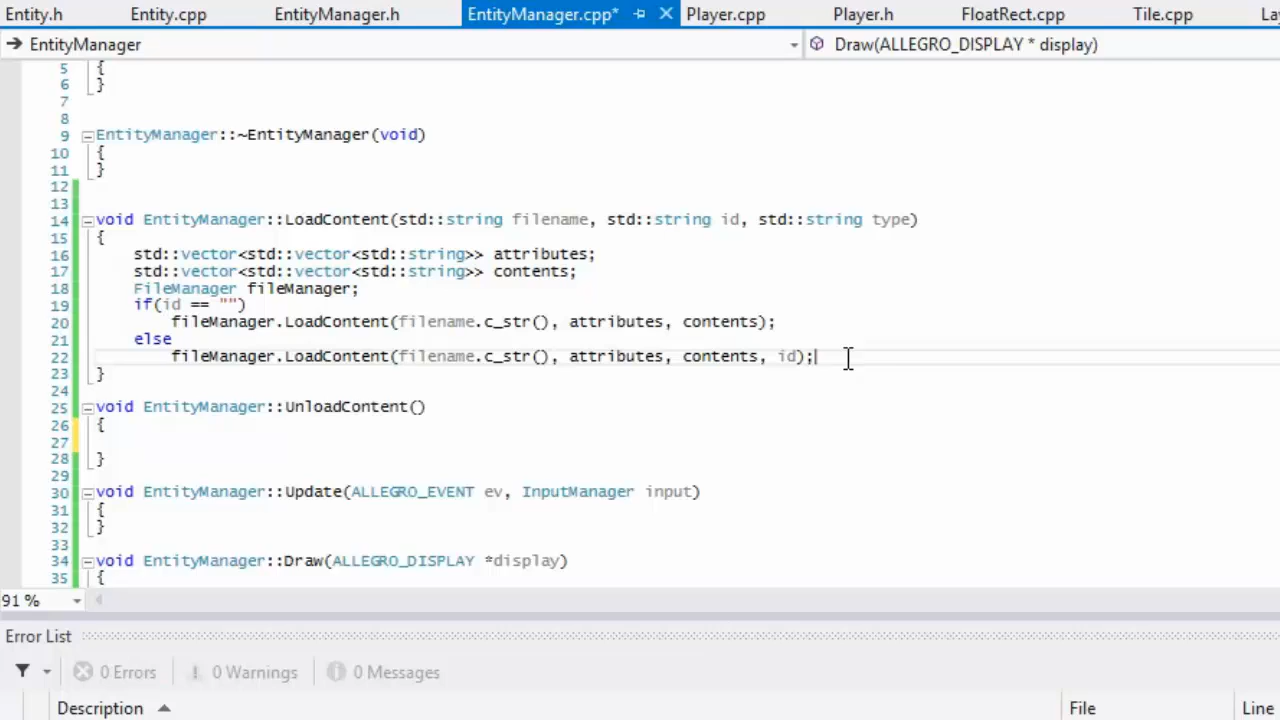 Entity.h Entity.cpp EntityManager.h EntityManager.cpp* Player.cpp Player.h FloatRect.cpp Tile.cpp La
EntityManager Draw(ALLEGRO_DISPLAY * display)
5 {
6 }
7
8
9 EntityManager::~EntityManager(void)
10 {
11 }
12
13
14 void EntityManager::LoadContent(std::string filename, std::string id, std::string type)
15 {
16 std::vector<std::vector<std::string>> attributes;
17 std::vector<std::vector<std::string>> contents;
18 FileManager fileManager;
19 if(id == "")
20 fileManager.LoadContent(filename.c_str(), attributes, contents);
21 else
22 fileManager.LoadContent(filename.c_str(), attributes, contents, id);
23 }
24
25 void EntityManager::UnloadContent()
26 {
27
28 }
29
30 void EntityManager::Update(ALLEGRO_EVENT ev, InputManager input)
31 {
32 }
33
34 void EntityManager::Draw(ALLEGRO_DISPLAY *display)
35 {
91 %
Error List
0 Errors 0 Warnings 0 Messages
Description File Line